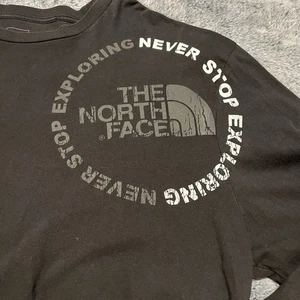 NEVER STOP EXPLORING NEVER STOP EXPLORING
THE
NORTH
FACE